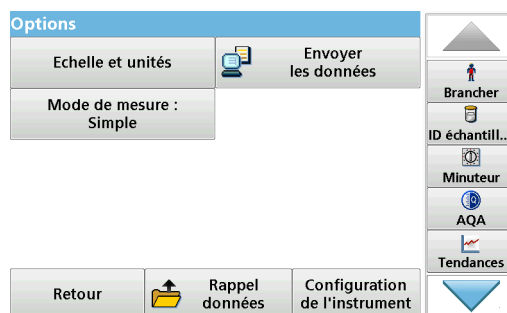 Options
Echelle et unités
Envoyer
les données
Mode de mesure :
Simple
Retour
Rappel
données
Configuration
de l'instrument
Brancher
ID échantill..
Minuteur
AQA
Tendances